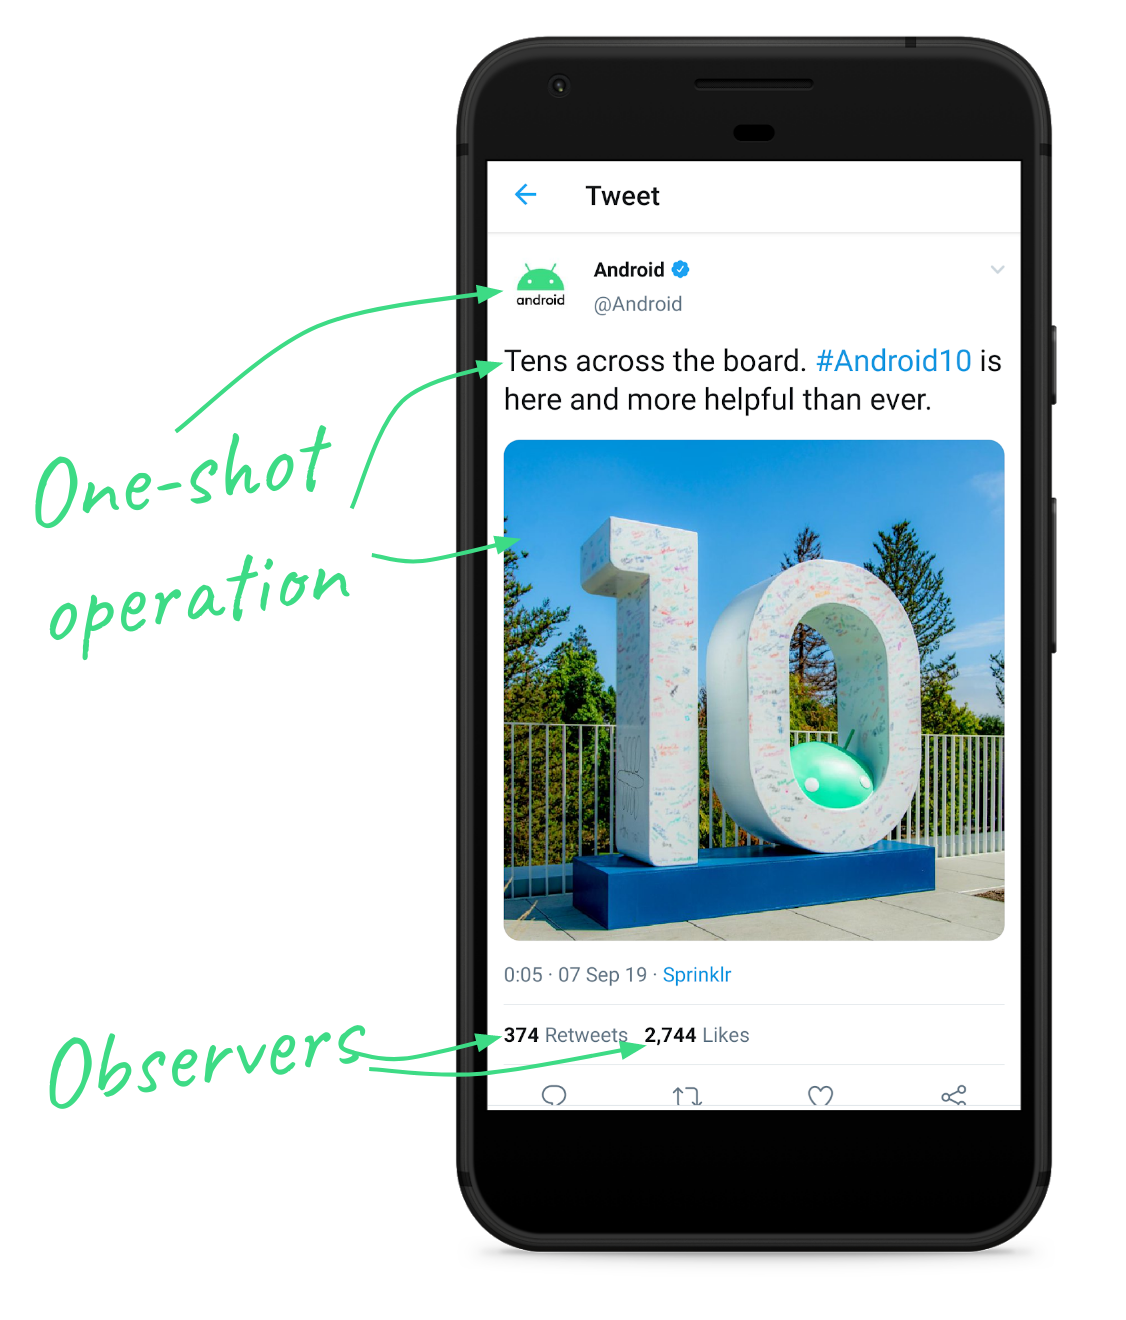 Tweet
android
Android
@Android
Tens across the board. #Android10 is
here and more helpful than ever.
One-shot
operation
10
0:05 · 07 Sep 19 · Sprinklr
374 Retweets 2,744 Likes
Observers